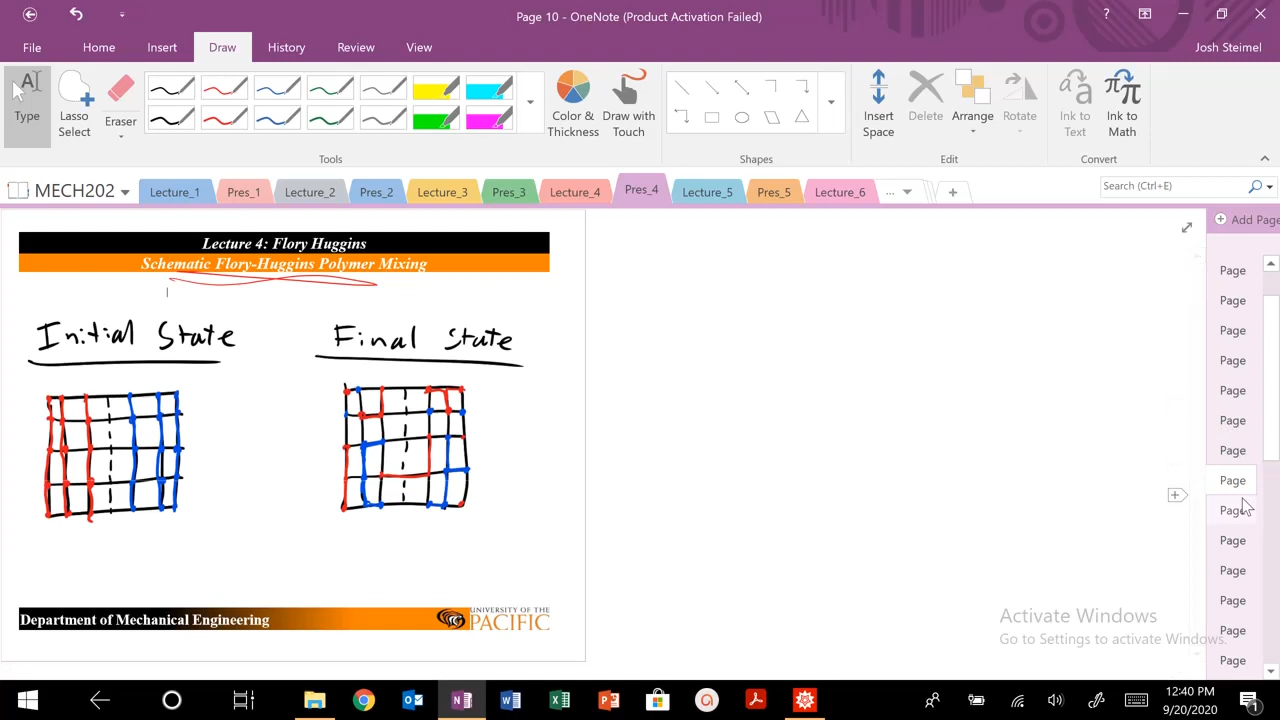 Page 10 - OneNote (Product Activation Failed)
?
File
Home
Insert
Draw
History
Review
View
Josh Steimel
Type
Lasso Select
Eraser
Color & Thickness
Draw with Touch
Insert Space
Delete
Arrange
Rotate
Ink to Text
Ink to Math
Tools
Shapes
Edit
Convert
MECH202
Lecture_1
Pres_1
Lecture_2
Pres_2
Lecture_3
Pres_3
Lecture_4
Pres_4
Lecture_5
Pres_5
Lecture_6
...
Search (Ctrl+E)
Add Page
Lecture 4: Flory Huggins
Schematic Flory-Huggins Polymer Mixing
Initial State
Final State
Department of Mechanical Engineering
UNIVERSITY OF THE
PACIFIC
Page
Page
Page
Page
Page
Page
Page
Page
Page
Page
Page
Page
Page
Page
Activate Windows
Go to Settings to activate Windows.
12:40 PM
9/20/2020
1